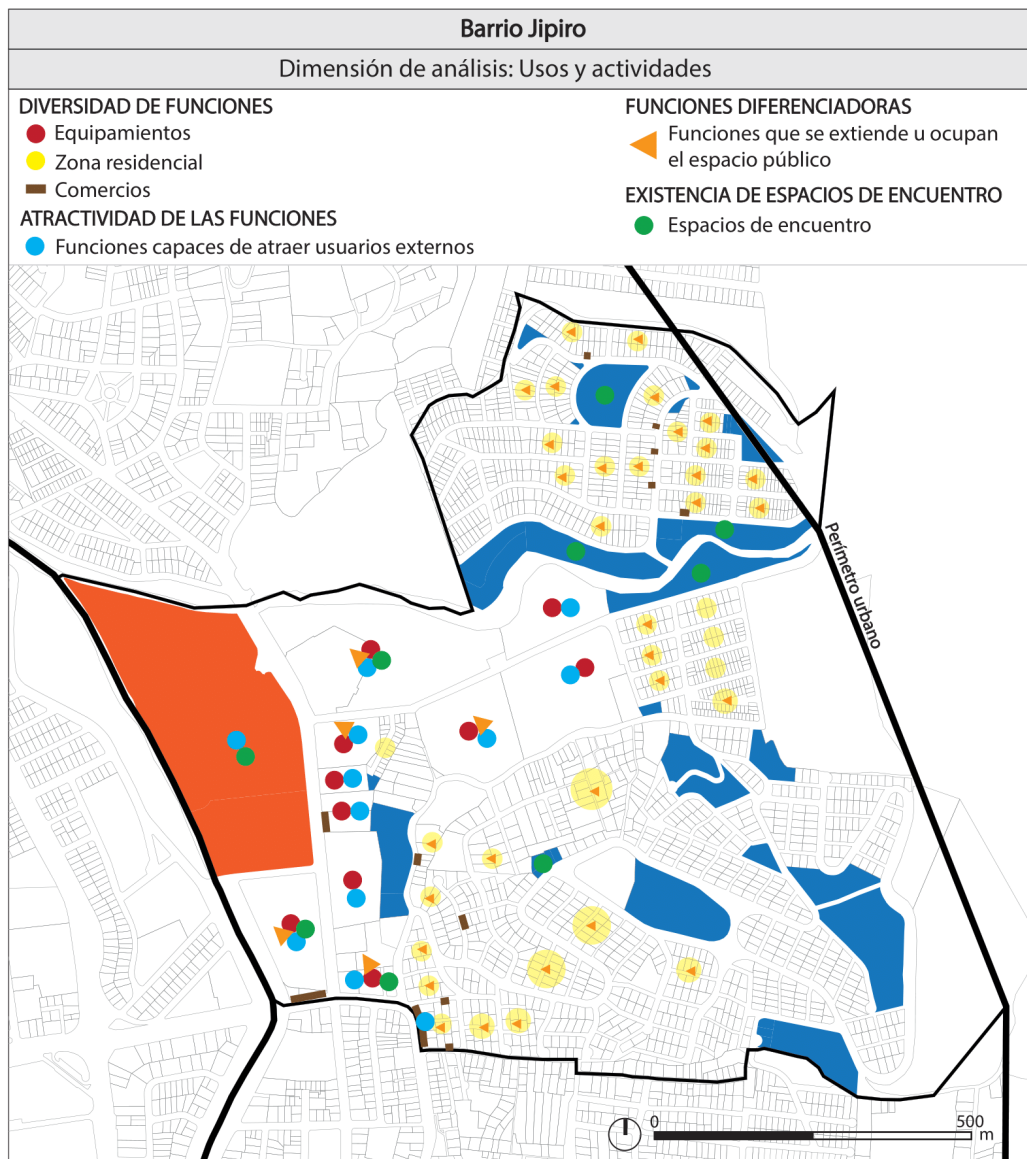 Barrio Jipiro
Dimensión de análisis: Usos y actividades
DIVERSIDAD DE FUNCIONES
Equipamientos
Zona residencial
Comercios
ATRACTIVIDAD DE LAS FUNCIONES
Funciones capaces de atraer usuarios externos
FUNCIONES DIFERENCIADORAS
Funciones que se extiende u ocupan
el espacio público
EXISTENCIA DE ESPACIOS DE ENCUENTRO
Espacios de encuentro
Perímetro urbano
0 500
m